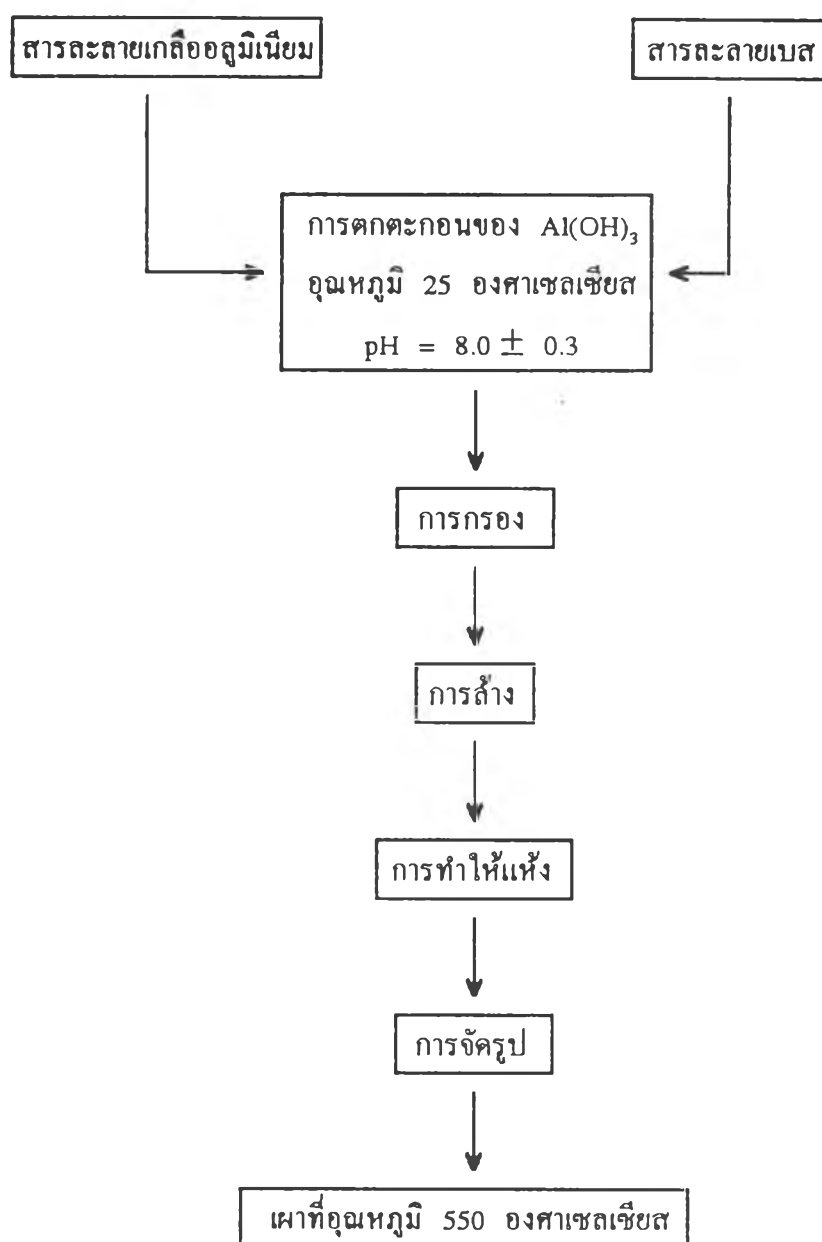 สารละลายเกลืออลูมิเนียม
สารละลายเบส
การตกตะกอนของ Al(OH)₃
อุณหภูมิ 25 องศาเซลเซียส
pH = 8.0 ± 0.3
การกรอง
การล้าง
การทำให้แห้ง
การจัดรูป
เผาที่อุณหภูมิ 550 องศาเซลเซียส